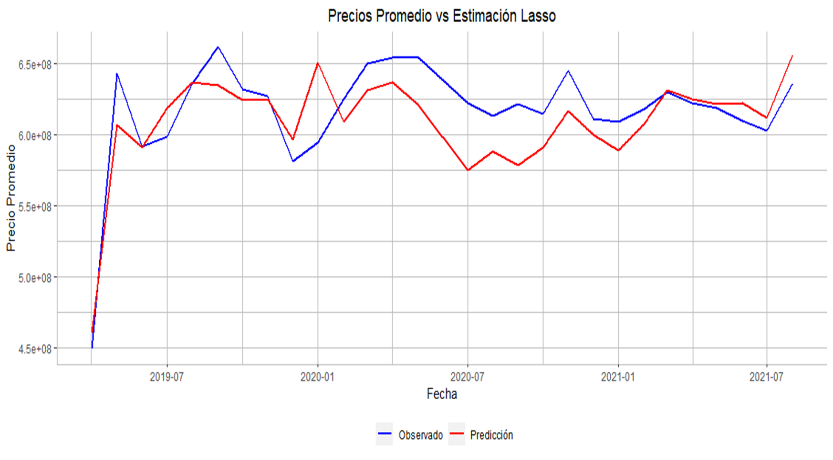 Precios Promedio vs Estimación Lasso
Precio Promedio
6.5e+08
6.0e+08
5.5e+08
5.0e+08
4.5e+08
2019-07
2020-01
2020-07
2021-01
2021-07
Fecha
Observado
Predicción